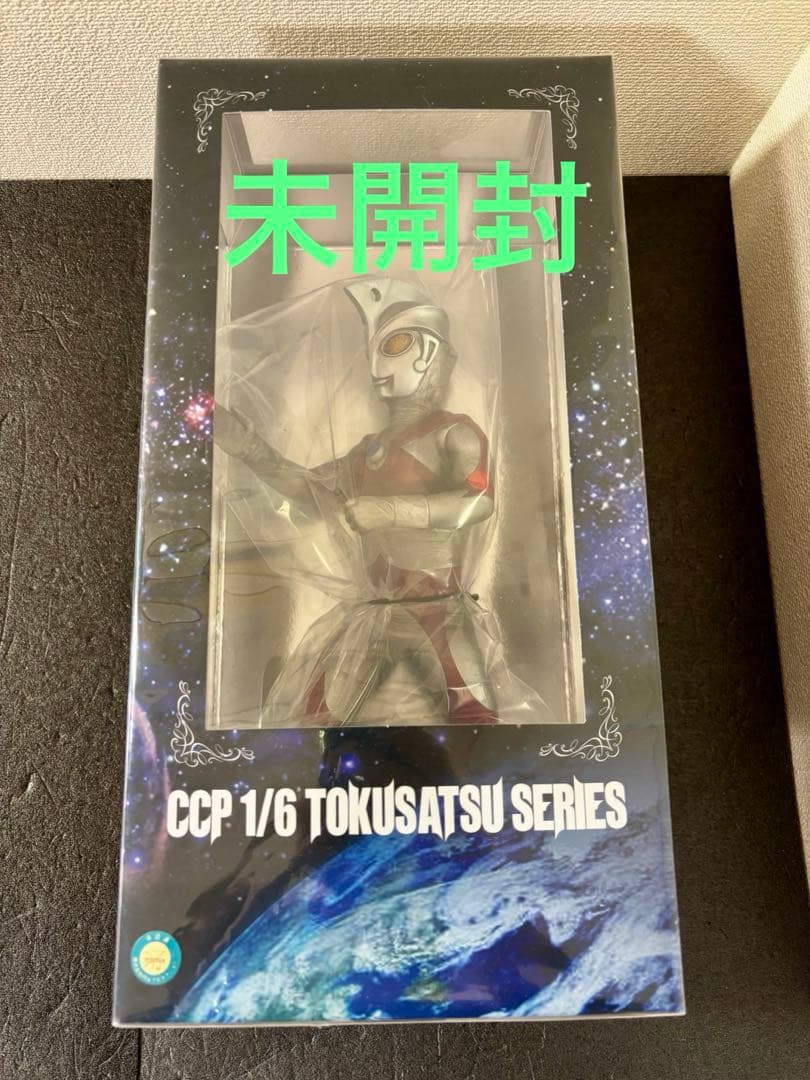 未開封
CCP 1/6 TOKUSATSU SERIES